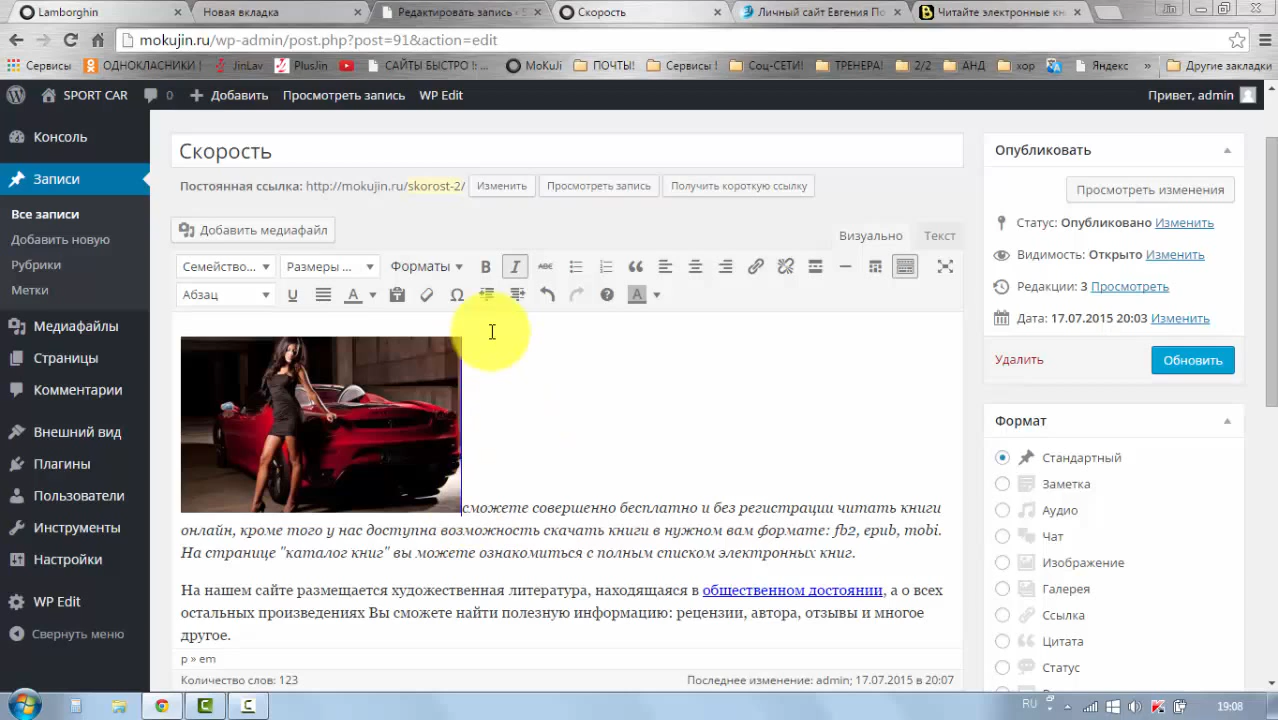 Lamborghin
Новая вкладка
Редактировать запись ‹ S
Скорость
Личный сайт Евгения По
Читайте электронные кн
Jin
mokujin.ru/wp-admin/post.php?post=91&action=edit
Сервисы
ОДНОКЛАСНИКИ !
JinLav
PlusJin
САЙТЫ БЫСТРО !: ...
MoKuJi
ПОЧТЫ!
Сервисы !
Соц-СЕТИ!
ТРЕНЕРА!
2/2
АНД
хор
Яндекс
»
Другие закладки
SPORT CAR
0
Добавить
Просмотреть запись
WP Edit
Привет, admin
Консоль
Записи
Все записи
Добавить новую
Рубрики
Метки
Медиафайлы
Страницы
Комментарии
Внешний вид
Плагины
Пользователи
Инструменты
Настройки
WP Edit
Свернуть меню
Скорость
Постоянная ссылка: http://mokujin.ru/skorost-2/
Изменить
Просмотреть запись
Получить короткую ссылку
Добавить медиафайл
Визуально
Текст
Семейство...
Размеры ...
Форматы
B
I
ABC
Абзац
U
A
A
сможете совершенно бесплатно и без регистрации читать книги
онлайн, кроме того у нас доступна возможность скачать книги в нужном вам формате: fb2, epub, tobi.
На странице "каталог книг" вы можете ознакомиться с полным списком электронных книг.
На нашем сайте размещается художественная литература, находящаяся в общественном достоянии, а о всех
остальных произведениях Вы сможете найти полезную информацию: рецензии, автора, отзывы и многое
другое.
p » em
Количество слов: 123
Последнее изменение: admin; 17.07.2015 в 20:07
Опубликовать
Просмотреть изменения
Статус: Опубликовано Изменить
Видимость: Открыто Изменить
Редакции: 3 Просмотреть
Дата: 17.07.2015 20:03 Изменить
Удалить
Обновить
Формат
Стандартный
Заметка
Аудио
Чат
Изображение
Галерея
Ссылка
Цитата
Статус
RU
19:08